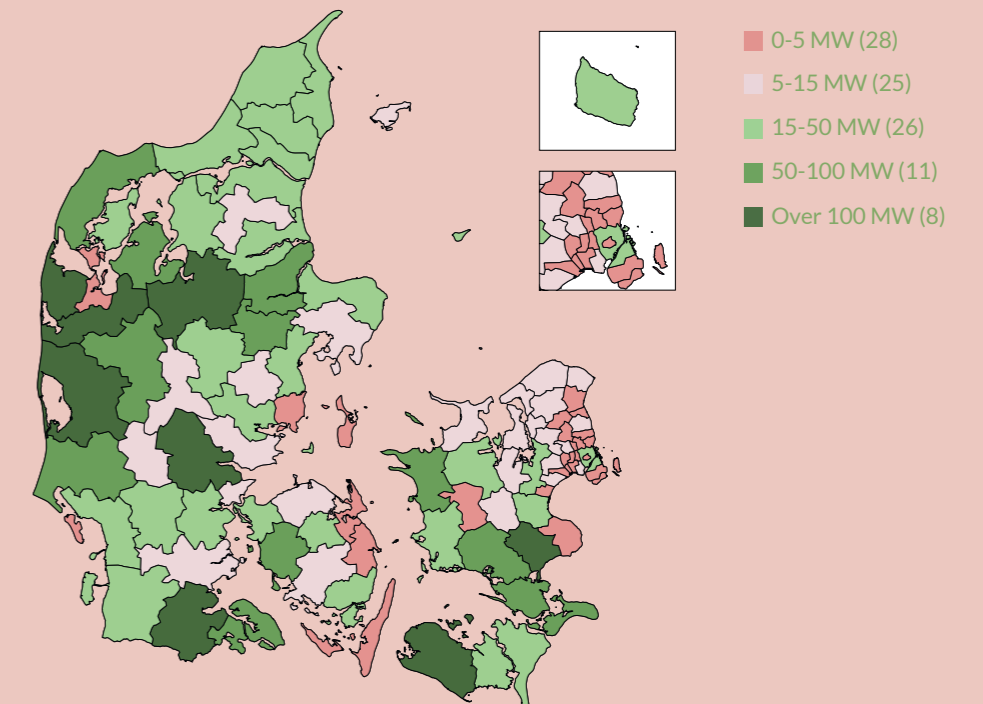 0-5 MW (28)
5-15 MW (25)
15-50 MW (26)
50-100 MW (11)
Over 100 MW (8)